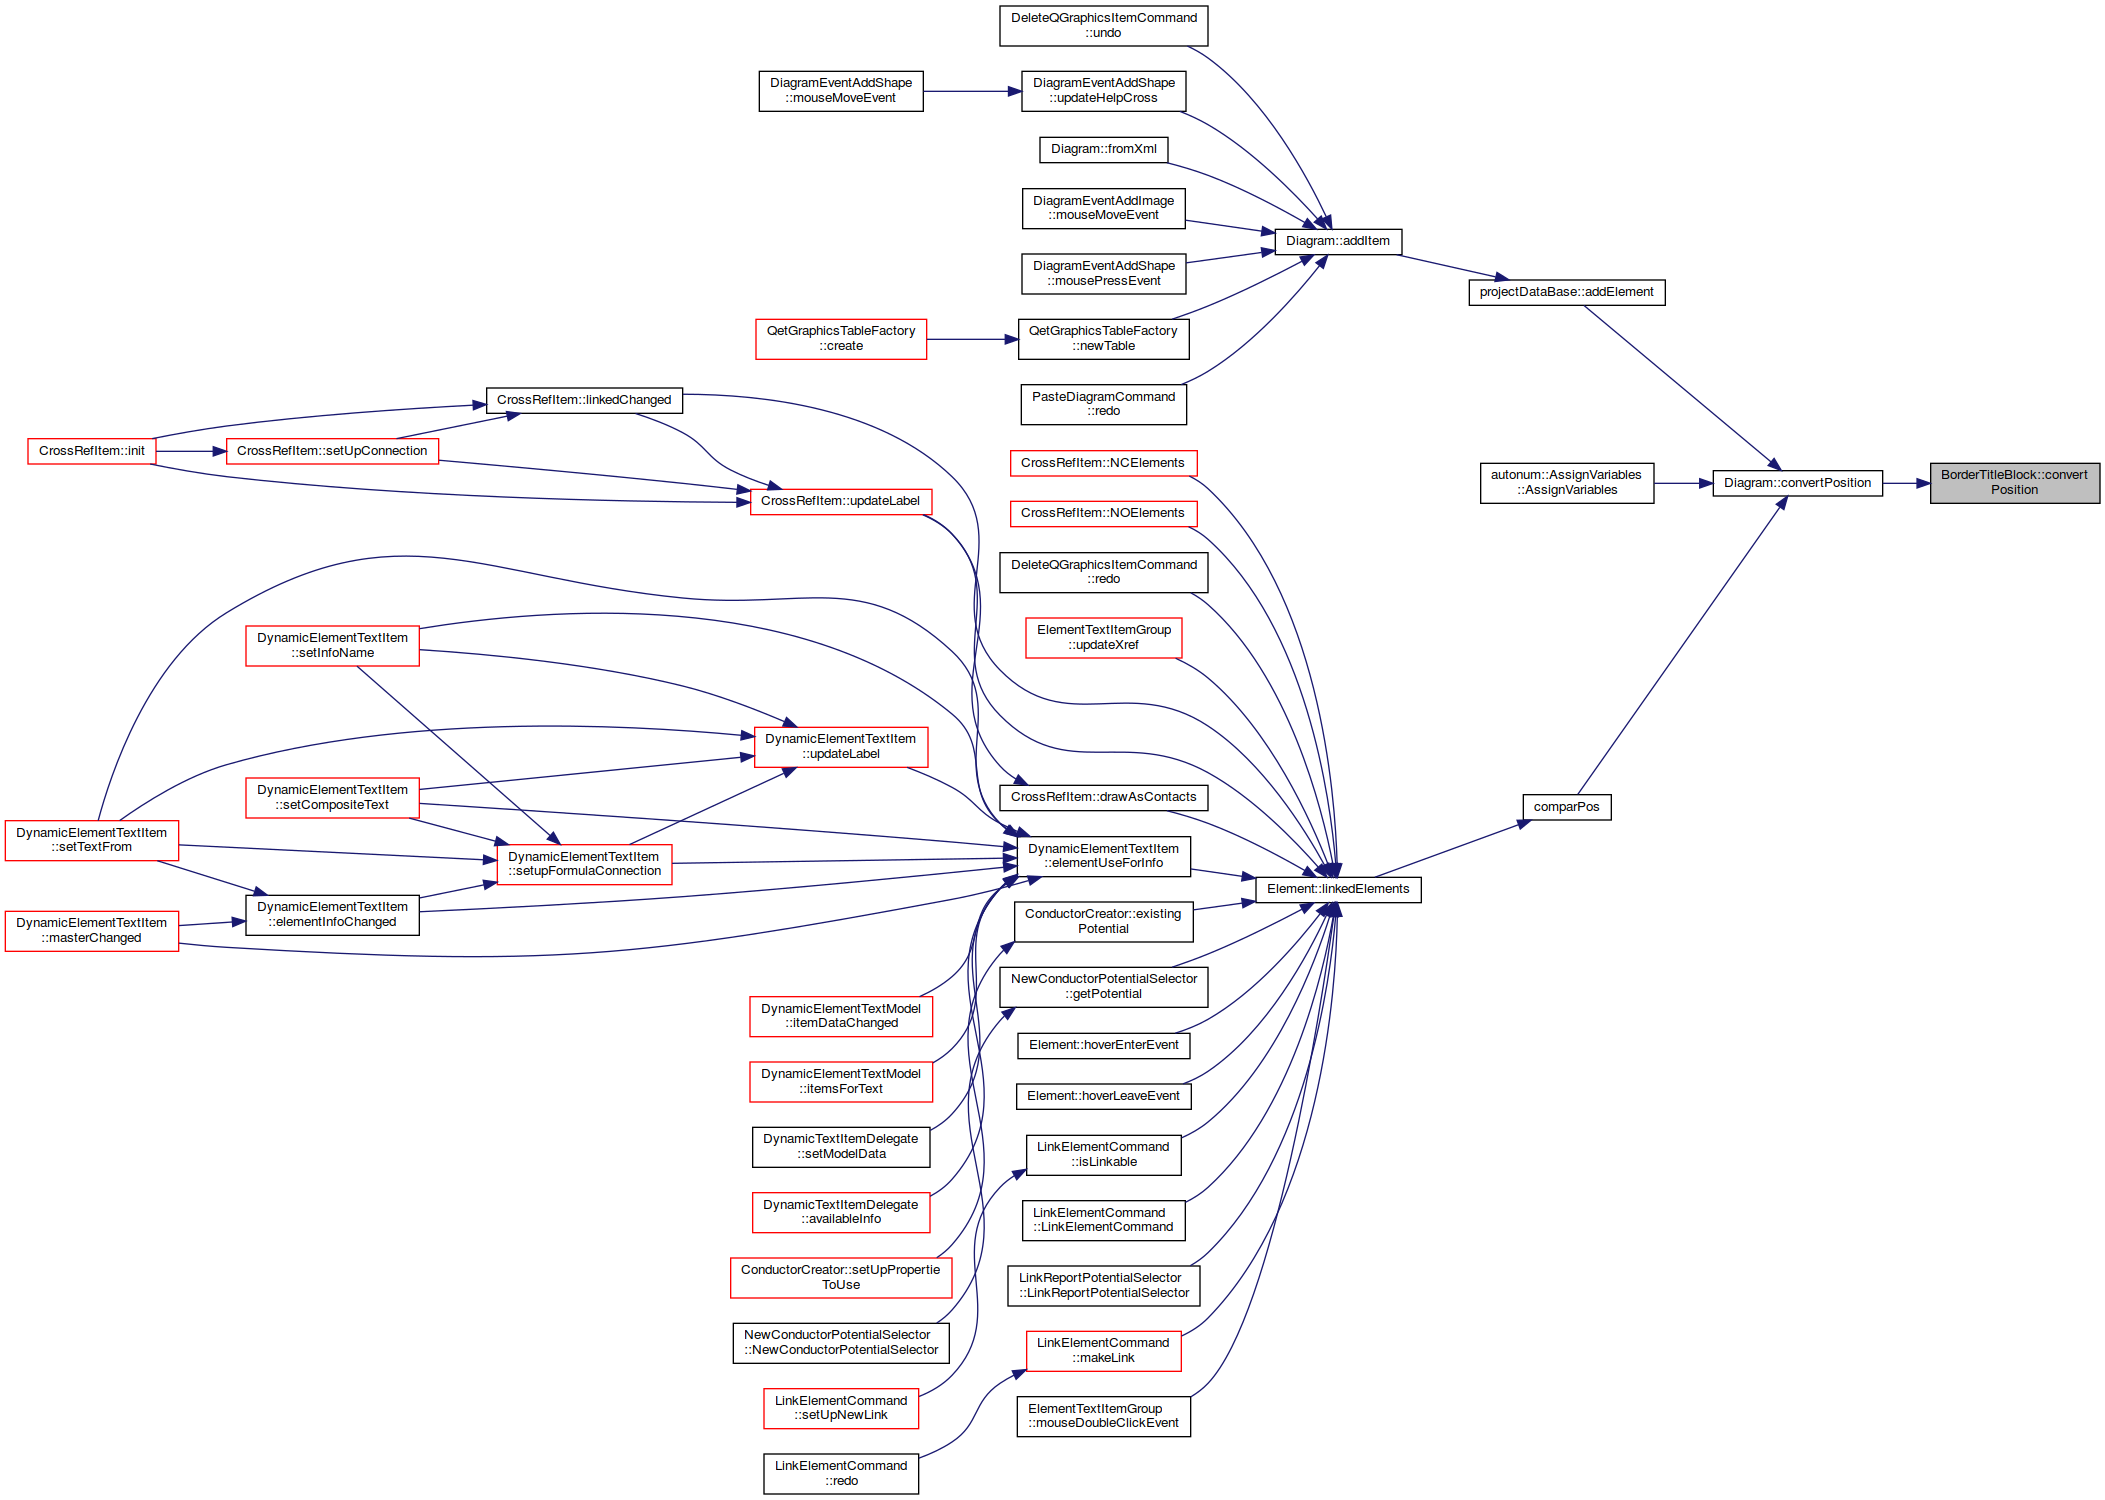 DeleteQGraphicsItemCommand
::undo
DiagramEventAddShape
::mouseMoveEvent
DiagramEventAddShape
::updateHelpCross
Diagram::fromXml
DiagramEventAddImage
::mouseMoveEvent
Diagram::addItem
DiagramEventAddShape
::mousePressEvent
projectDataBase::addElement
QetGraphicsTableFactory
::create
QetGraphicsTableFactory
::newTable
PasteDiagramCommand
::redo
CrossRefItem::linkedChanged
CrossRefItem::init
CrossRefItem::setUpConnection
CrossRefItem::updateLabel
CrossRefItem::NCElements
CrossRefItem::NOElements
autonum::AssignVariables
::AssignVariables
Diagram::convertPosition
BorderTitleBlock::convert
Position
DeleteQGraphicsItemCommand
::redo
ElementTextItemGroup
::updateXref
DynamicElementTextItem
::setInfoName
DynamicElementTextItem
::updateLabel
DynamicElementTextItem
::setCompositeText
CrossRefItem::drawAsContacts
comparPos
DynamicElementTextItem
::setTextFrom
DynamicElementTextItem
::setupFormulaConnection
DynamicElementTextItem
::elementUseForInfo
Element::linkedElements
DynamicElementTextItem
::elementInfoChanged
DynamicElementTextItem
::masterChanged
ConductorCreator::existing
Potential
NewConductorPotentialSelector
::getPotential
DynamicElementTextModel
::itemDataChanged
Element::hoverEnterEvent
DynamicElementTextModel
::itemsForText
Element::hoverLeaveEvent
DynamicTextItemDelegate
::setModelData
LinkElementCommand
::isLinkable
DynamicTextItemDelegate
::availableInfo
LinkElementCommand
::LinkElementCommand
ConductorCreator::setUpPropertie
ToUse
LinkReportPotentialSelector
::LinkReportPotentialSelector
NewConductorPotentialSelector
::NewConductorPotentialSelector
LinkElementCommand
::makeLink
LinkElementCommand
::setUpNewLink
ElementTextItemGroup
::mouseDoubleClickEvent
LinkElementCommand
::redo